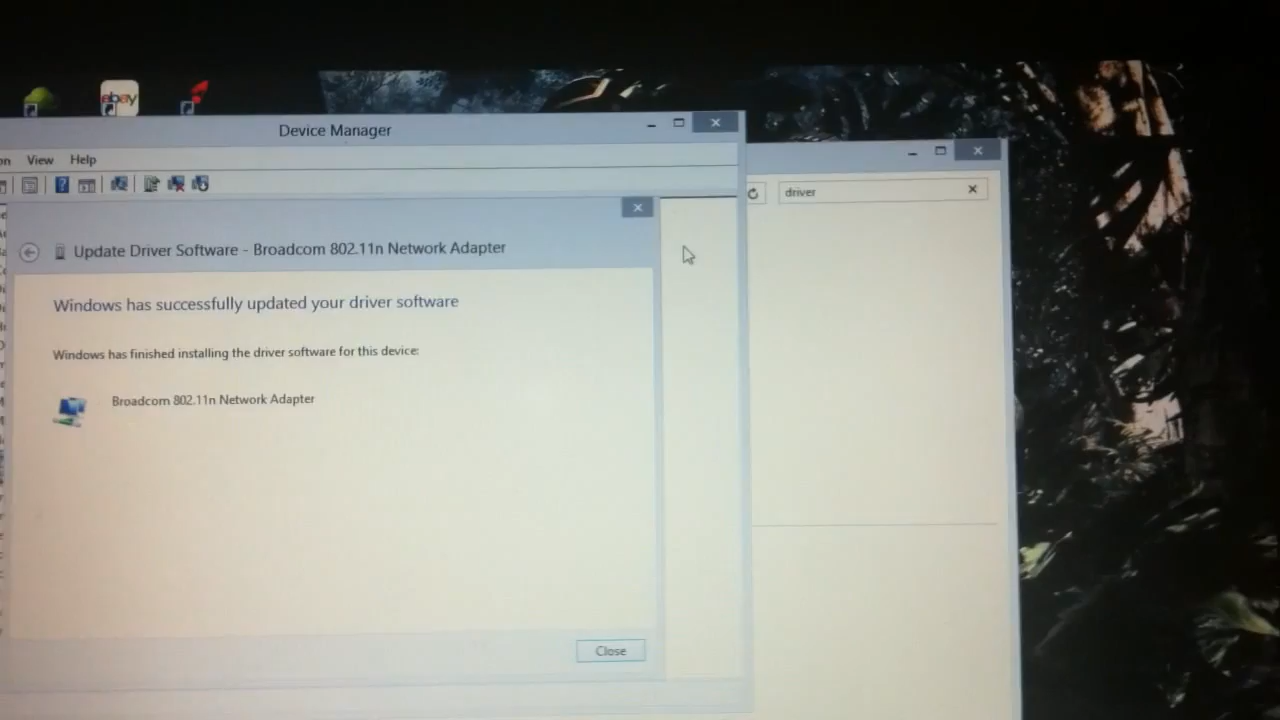 ebay
Device Manager
View Help
driver
Update Driver Software - Broadcom 802.11n Network Adapter
Windows has successfully updated your driver software
Windows has finished installing the driver software for this device:
Broadcom 802.11n Network Adapter
Close